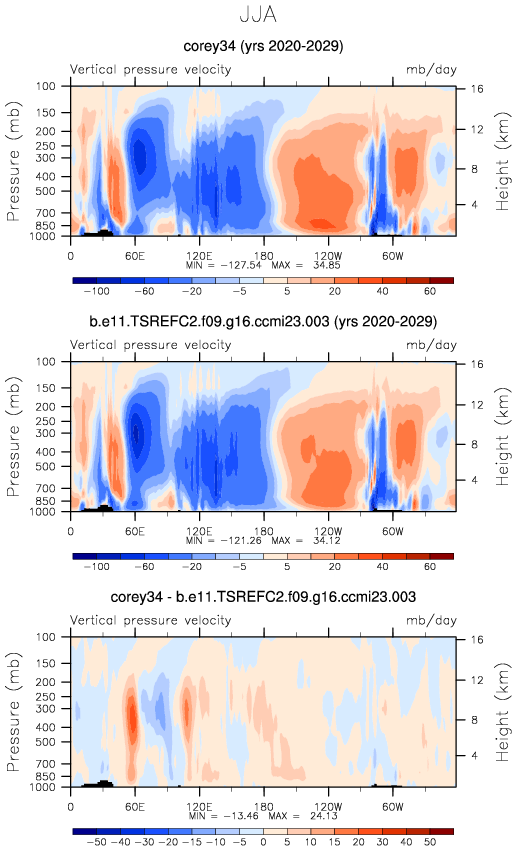 JJA
corey34 (yrs 2020-2029)
Vertical pressure velocity mb/day
Pressure (mb)
100
150
200
250
300
400
500
700
850
1000
16
12
8
4
Height (km)
0 60E 120E 180 120W 60W
MIN = -127.54 MAX = 34.85
-100 -60 -20 -5 5 20 40 60
b.e11.TSREFC2.f09.g16.ccmi23.003 (yrs 2020-2029)
Vertical pressure velocity mb/day
Pressure (mb)
100
150
200
250
300
400
500
700
850
1000
16
12
8
4
Height (km)
0 60E 120E 180 120W 60W
MIN = -121.26 MAX = 34.12
-100 -60 -20 -5 5 20 40 60
corey34 - b.e11.TSREFC2.f09.g16.ccmi23.003
Vertical pressure velocity mb/day
Pressure (mb)
100
150
200
250
300
400
500
700
850
1000
16
12
8
4
Height (km)
0 60E 120E 180 120W 60W
MIN = -13.46 MAX = 24.13
-50 -40 -30 -20 -15 -10 -5 0 5 10 15 20 30 40 50